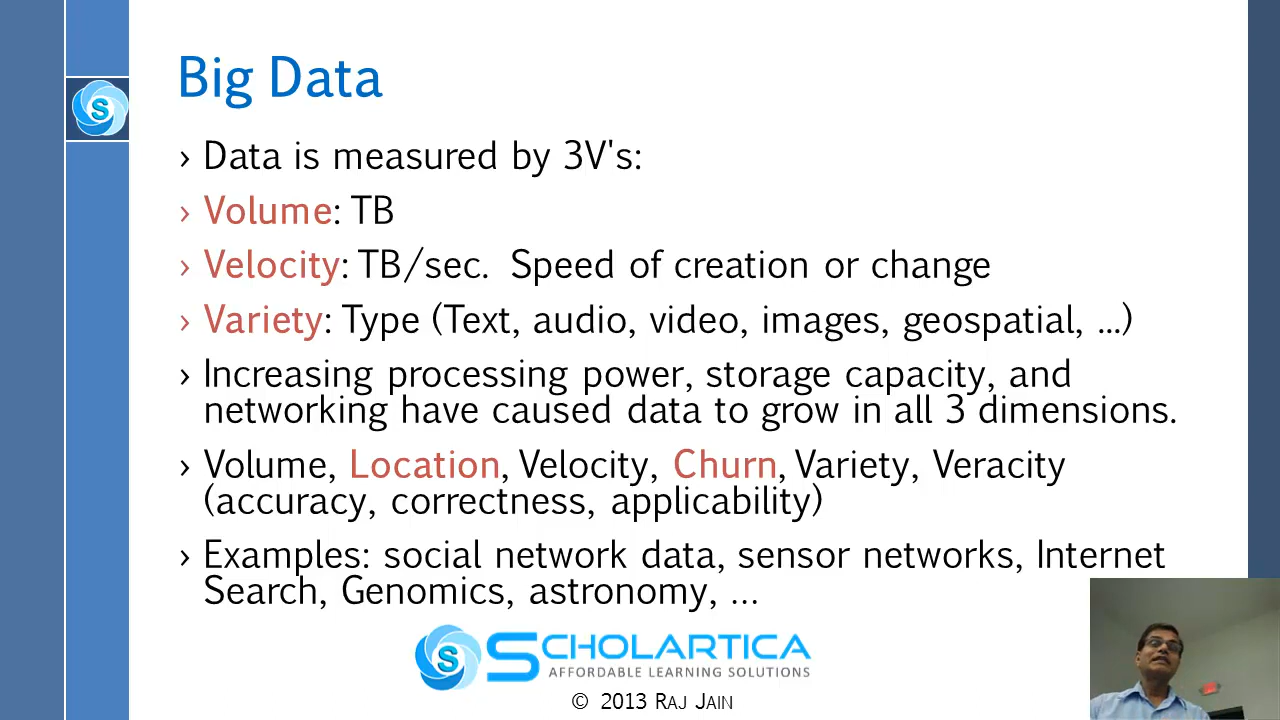 Big Data
› Data is measured by 3V's:
› Volume: TB
› Velocity: TB/sec. Speed of creation or change
› Variety: Type (Text, audio, video, images, geospatial, ...)
› Increasing processing power, storage capacity, and
networking have caused data to grow in all 3 dimensions.
› Volume, Location, Velocity, Churn, Variety, Veracity
(accuracy, correctness, applicability)
› Examples: social network data, sensor networks, Internet
Search, Genomics, astronomy, ...
S
S SCHOLARTICA
AFFORDABLE LEARNING SOLUTIONS
© 2013 RAJ JAIN